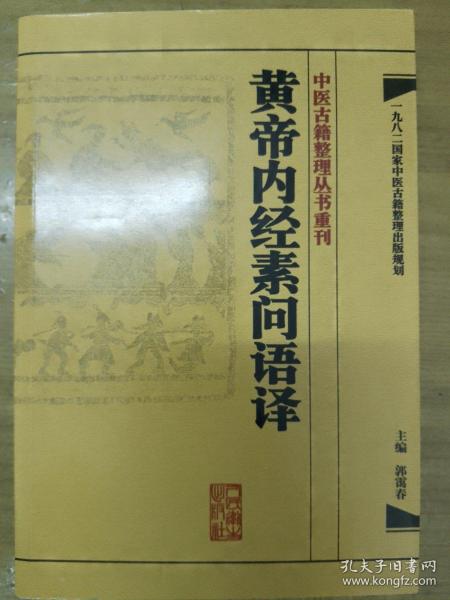 一九八二国家中医古籍整理出版规划
中医古籍整理丛书重刊
黄帝内经素问语译
主编 郭霭春
孔夫子旧书网
www.kongfz.com